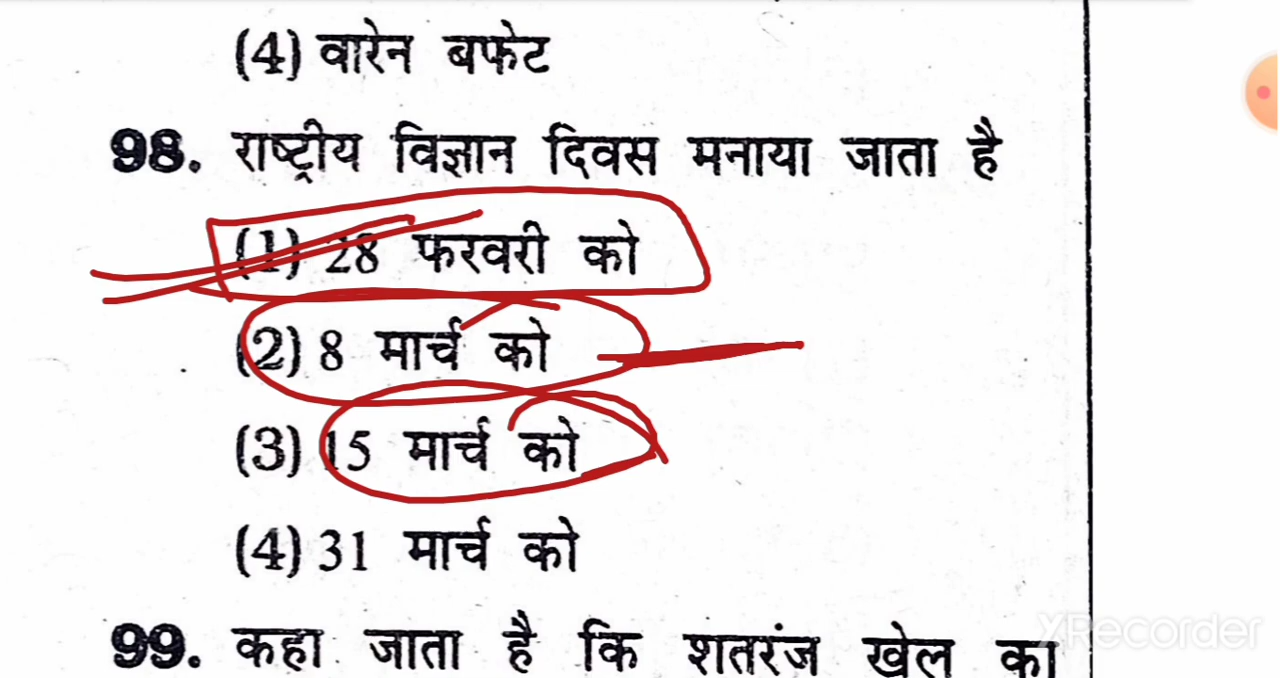 (4) वारेन बफेट
98. राष्ट्रीय विज्ञान दिवस मनाया जाता है
(1) 28 फरवरी को
(2) 8 मार्च को
(3) 15 मार्च को
(4) 31 मार्च को
99. कहा जाता है कि शतरंज खेल का
XRecorder